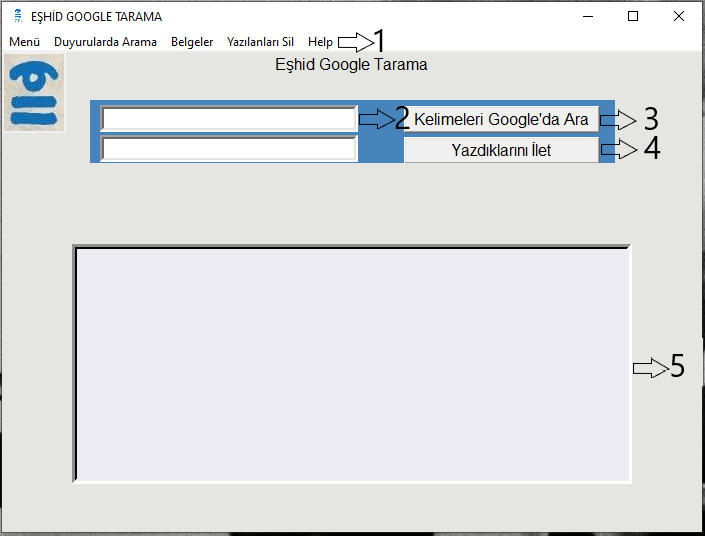 EŞHİD GOOGLE TARAMA
Menü Duyurularda Arama Belgeler Yazılanları Sil Help 1
Eşhid Google Tarama
2 Kelimeleri Google'da Ara 3
Yazdıklarını İlet 4
5